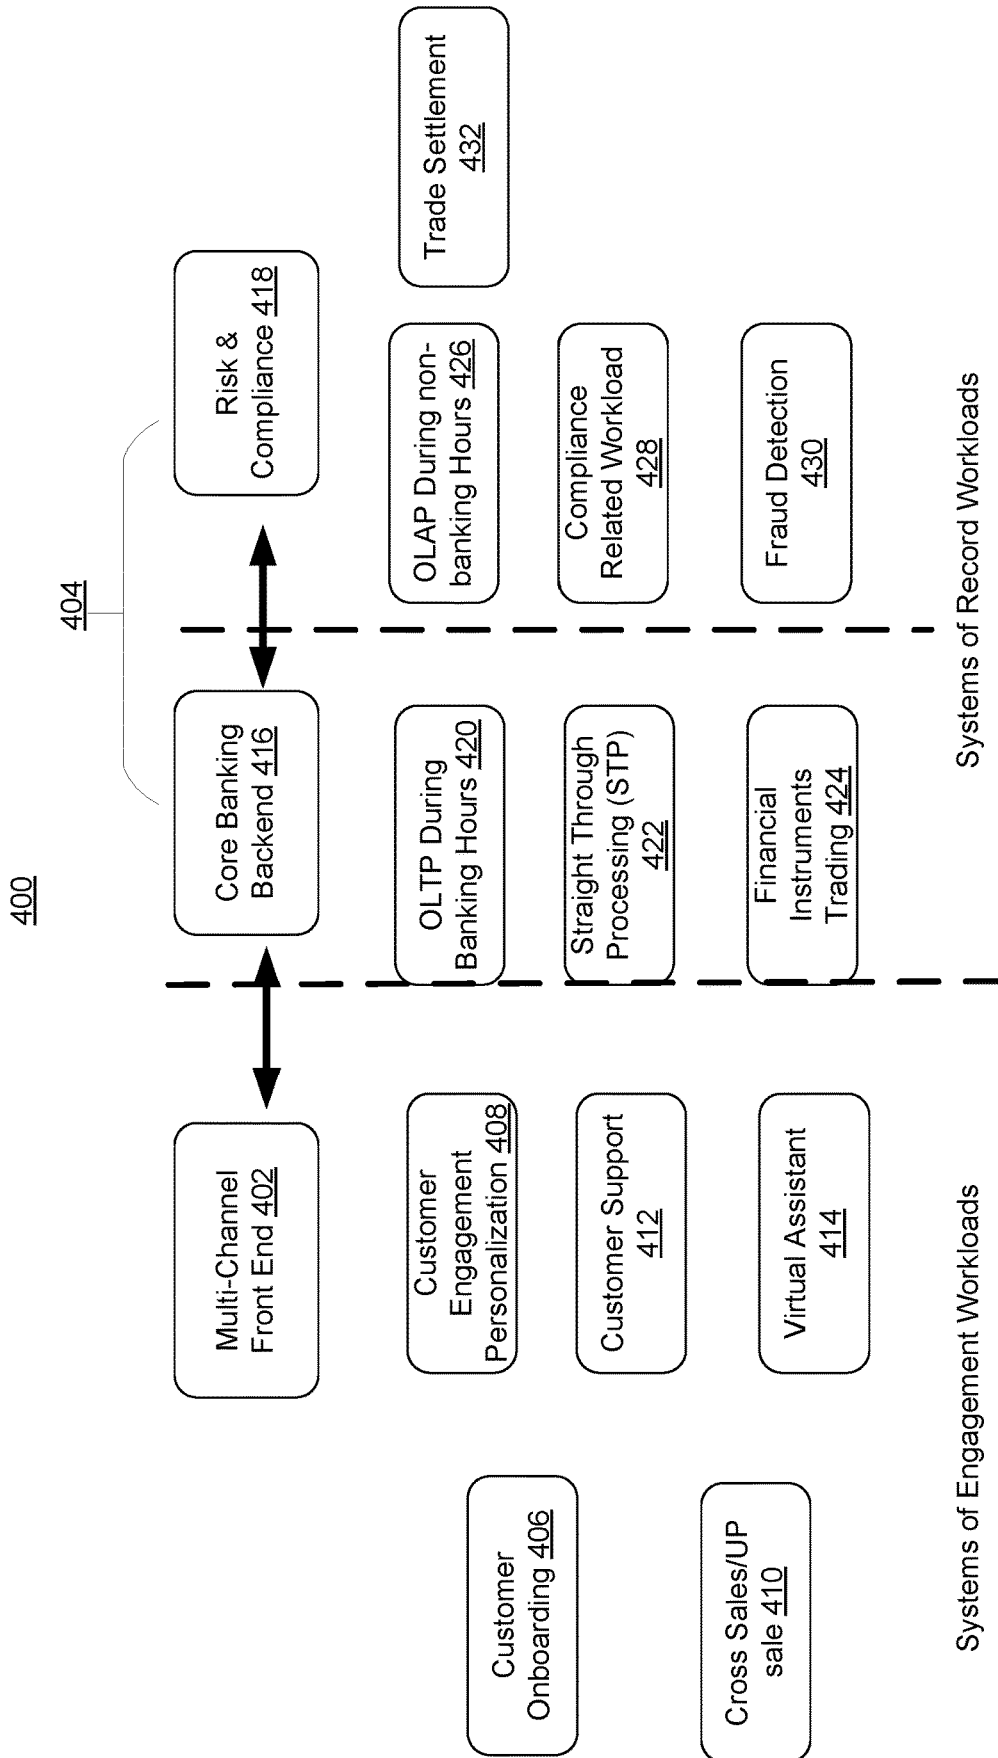 400
404
Multi-Channel
Front End 402
Core Banking
Backend 416
Risk &
Compliance 418
Customer
Onboarding 406
Cross Sales/UP
sale 410
Customer
Engagement
Personalization 408
Customer Support
412
Virtual Assistant
414
OLTP During
Banking Hours 420
Straight Through
Processing (STP)
422
Financial
Instruments
Trading 424
OLAP During non-
banking Hours 426
Compliance
Related Workload
428
Fraud Detection
430
Trade Settlement
432
Systems of Engagement Workloads
Systems of Record Workloads